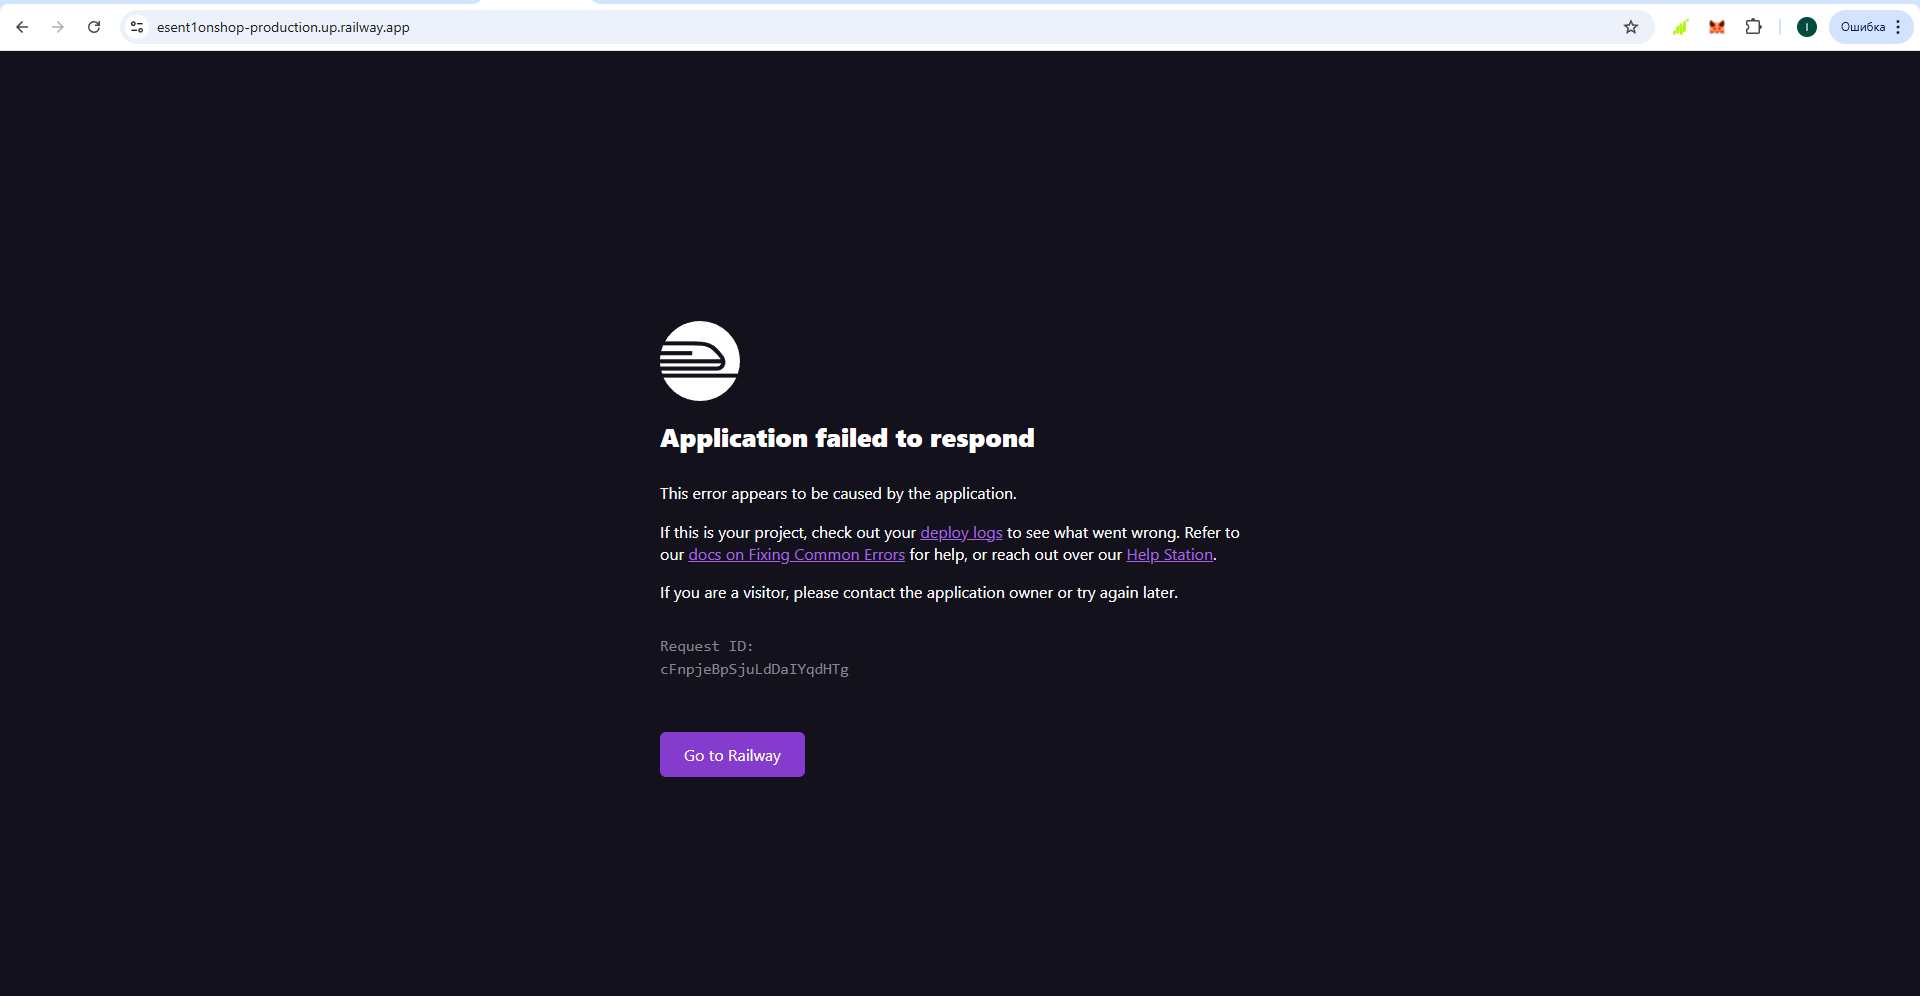 esent1onshop-production.up.railway.app
I
Ошибка
Application failed to respond
This error appears to be caused by the application.
If this is your project, check out your deploy logs to see what went wrong. Refer to
our docs on Fixing Common Errors for help, or reach out over our Help Station.
If you are a visitor, please contact the application owner or try again later.
Request ID:
cFnpjeBpSjuLdDaIYqdHTg
Go to Railway